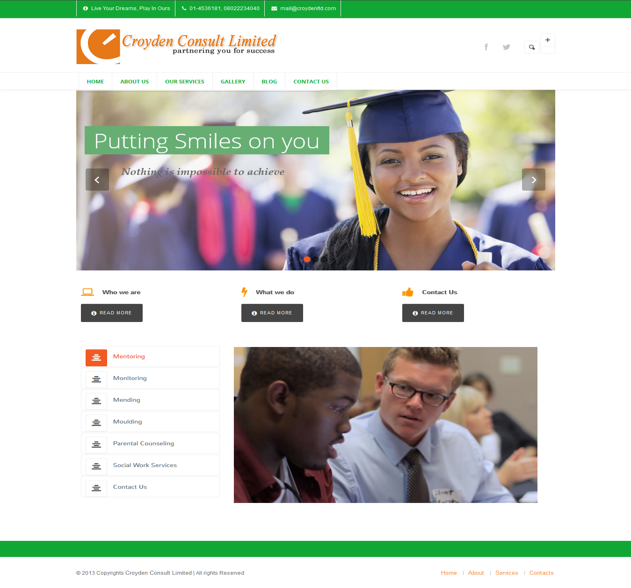 Live Your Dreams, Play In Ours
01-4536191, 08022234040
mail@croydenltd.com
Croyden Consult Limited
partnering you for success
HOME
ABOUT US
OUR SERVICES
GALLERY
BLOG
CONTACT US
Putting Smiles on you
Nothing is impossible to achieve
Who we are
What we do
Contact Us
READ MORE
READ MORE
READ MORE
Mentoring
Monitoring
Mending
Moulding
Parental Counseling
Social Work Services
Contact Us
© 2013 Copyrights Croyden Consult Limited | All rights Reserved
Home | About | Services | Contacts